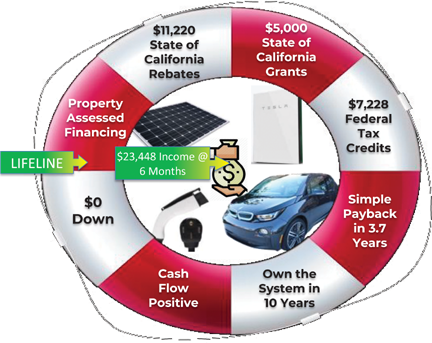 $11,220
State of
California
Rebates
$5,000
State of
California
Grants
$7,228
Federal
Tax
Credits
Simple
Payback
in 3.7
Years
Own the
System in
10 Years
Cash
Flow
Positive
$0
Down
Property
Assessed
Financing
LIFELINE
$23,448 Income @
6 Months
TESLA
$